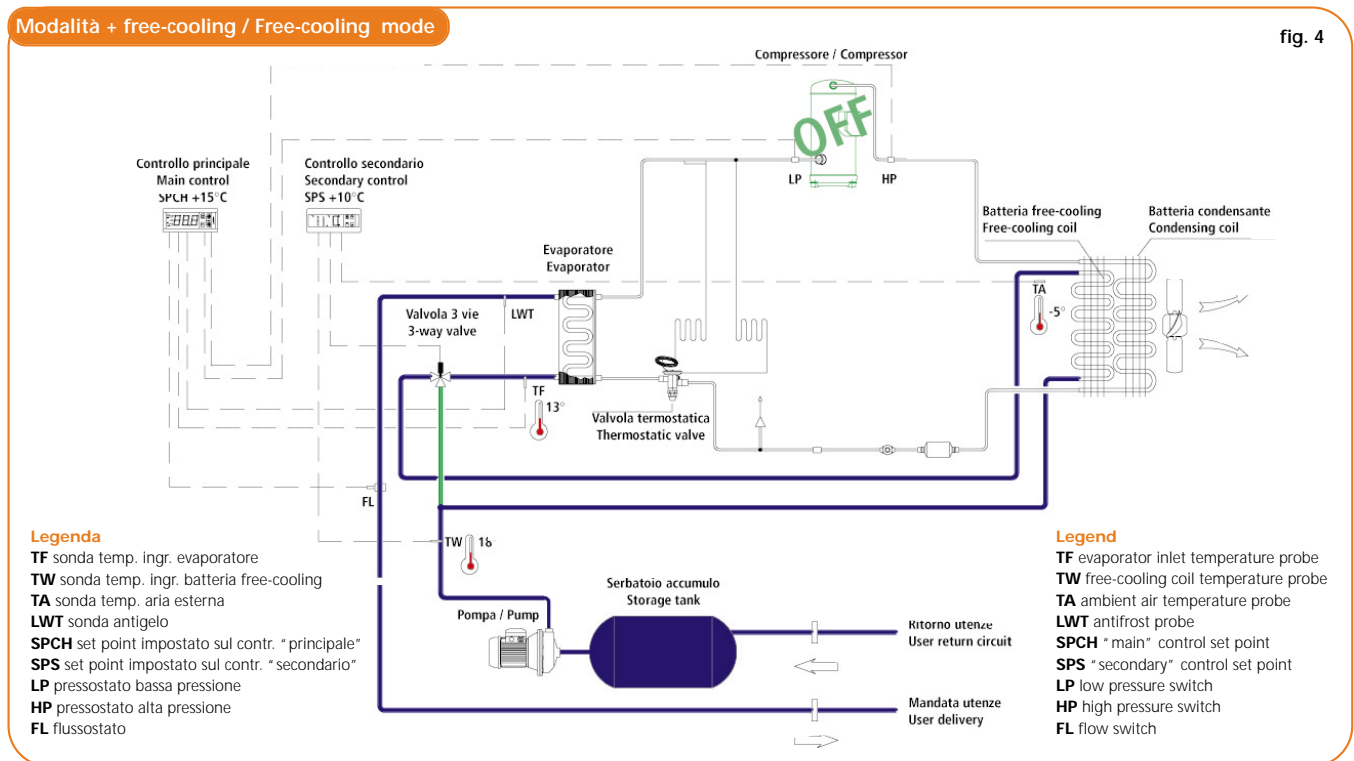 Modalità + free-cooling / Free-cooling mode
fig. 4
Compressore / Compressor
OFF
LP
HP
Controllo principale
Main control
SPCH +15°C
Controllo secondario
Secondary control
SPS +10°C
Batteria free-cooling
Free-cooling coil
Batteria condensante
Condensing coil
Evaporatore
Evaporator
TA
-5°
Valvola 3 vie
3-way valve
LWT
TF
13°
Valvola termostatica
Thermostatic valve
FL
TW
Legenda
TF sonda temp. ingr. evaporatore
TW sonda temp. ingr. batteria free-cooling
TA sonda temp. aria esterna
LWT sonda antigelo
SPCH set point impostato sul contr. “principale”
SPS set point impostato sul contr. “secondario”
LP pressostato bassa pressione
HP pressostato alta pressione
FL flussostato
Pompa / Pump
Serbatoio accumulo
Storage tank
Ritorno utenze
User return circuit
Mandata utenze
User delivery
Legend
TF evaporator inlet temperature probe
TW free-cooling coil temperature probe
TA ambient air temperature probe
LWT antifrost probe
SPCH “main” control set point
SPS “secondary” control set point
LP low pressure switch
HP high pressure switch
FL flow switch